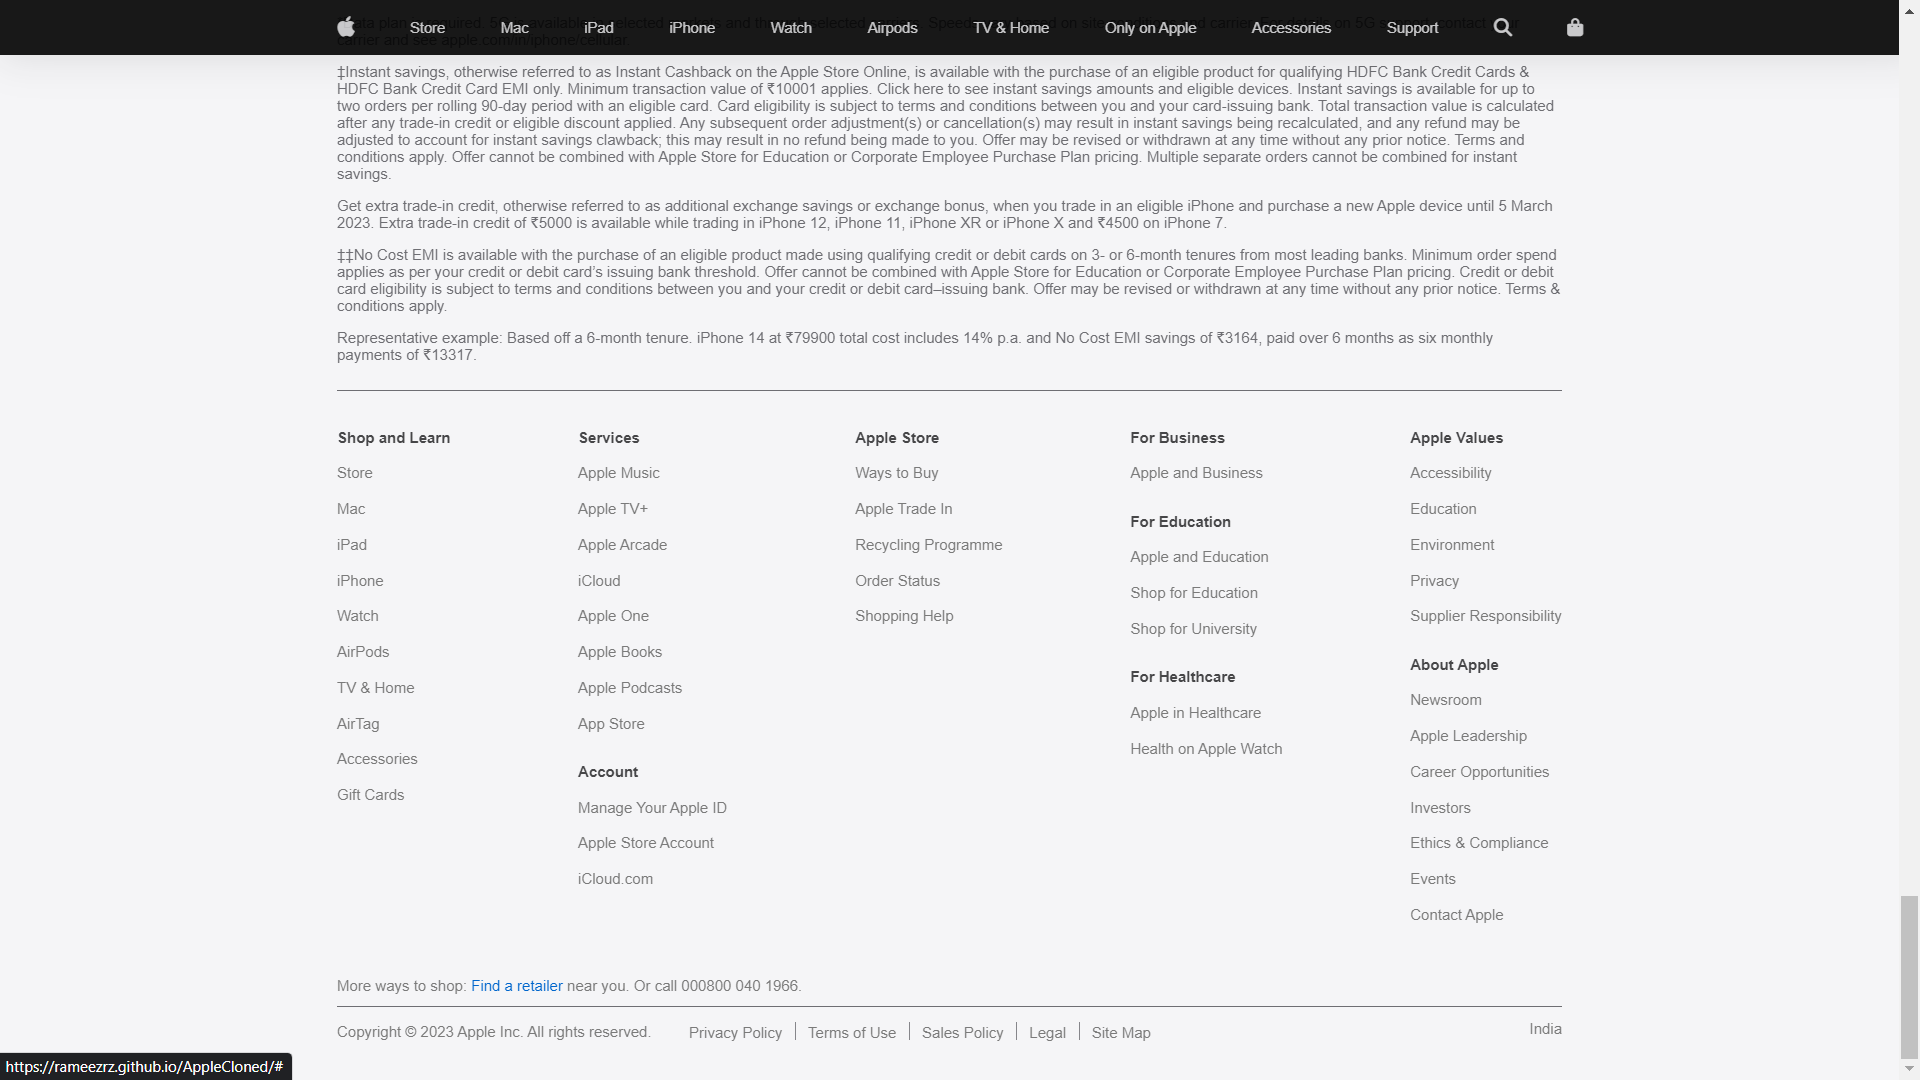 Store Mac iPad iPhone Watch Airpods TV & Home Only on Apple Accessories Support
‡Instant savings, otherwise referred to as Instant Cashback on the Apple Store Online, is available with the purchase of an eligible product for qualifying HDFC Bank Credit Cards &
HDFC Bank Credit Card EMI only. Minimum transaction value of ₹10001 applies. Click here to see instant savings amounts and eligible devices. Instant savings is available for up to
two orders per rolling 90-day period with an eligible card. Card eligibility is subject to terms and conditions between you and your card-issuing bank. Total transaction value is calculated
after any trade-in credit or eligible discount applied. Any subsequent order adjustment(s) or cancellation(s) may result in instant savings being recalculated, and any refund may be
adjusted to account for instant savings clawback; this may result in no refund being made to you. Offer may be revised or withdrawn at any time without any prior notice. Terms and
conditions apply. Offer cannot be combined with Apple Store for Education or Corporate Employee Purchase Plan pricing. Multiple separate orders cannot be combined for instant
savings.
Get extra trade-in credit, otherwise referred to as additional exchange savings or exchange bonus, when you trade in an eligible iPhone and purchase a new Apple device until 5 March
2023. Extra trade-in credit of ₹5000 is available while trading in iPhone 12, iPhone 11, iPhone XR or iPhone X and ₹4500 on iPhone 7.
‡‡No Cost EMI is available with the purchase of an eligible product made using qualifying credit or debit cards on 3- or 6-month tenures from most leading banks. Minimum order spend
applies as per your credit or debit card’s issuing bank threshold. Offer cannot be combined with Apple Store for Education or Corporate Employee Purchase Plan pricing. Credit or debit
card eligibility is subject to terms and conditions between you and your credit or debit card–issuing bank. Offer may be revised or withdrawn at any time without any prior notice. Terms &
conditions apply.
Representative example: Based off a 6-month tenure. iPhone 14 at ₹79900 total cost includes 14% p.a. and No Cost EMI savings of ₹3164, paid over 6 months as six monthly
payments of ₹13317.
Shop and Learn
Store
Mac
iPad
iPhone
Watch
AirPods
TV & Home
AirTag
Accessories
Gift Cards
Services
Apple Music
Apple TV+
Apple Arcade
iCloud
Apple One
Apple Books
Apple Podcasts
App Store
Account
Manage Your Apple ID
Apple Store Account
iCloud.com
Apple Store
Ways to Buy
Apple Trade In
Recycling Programme
Order Status
Shopping Help
For Business
Apple and Business
For Education
Apple and Education
Shop for Education
Shop for University
For Healthcare
Apple in Healthcare
Health on Apple Watch
Apple Values
Accessibility
Education
Environment
Privacy
Supplier Responsibility
About Apple
Newsroom
Apple Leadership
Career Opportunities
Investors
Ethics & Compliance
Events
Contact Apple
More ways to shop: Find a retailer near you. Or call 000800 040 1966.
Copyright © 2023 Apple Inc. All rights reserved. Privacy Policy Terms of Use Sales Policy Legal Site Map India
https://rameezrz.github.io/AppleCloned/#